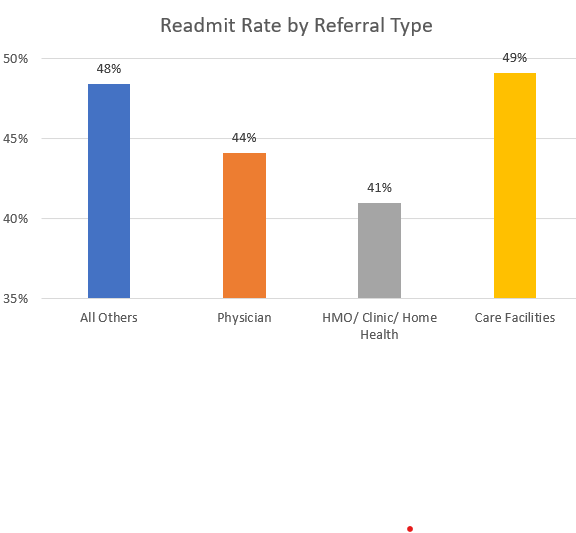 Readmit Rate by Referral Type
50%
45%
40%
35%
48%
44%
41%
49%
All Others
Physician
HMO/ Clinic/ Home
Health
Care Facilities